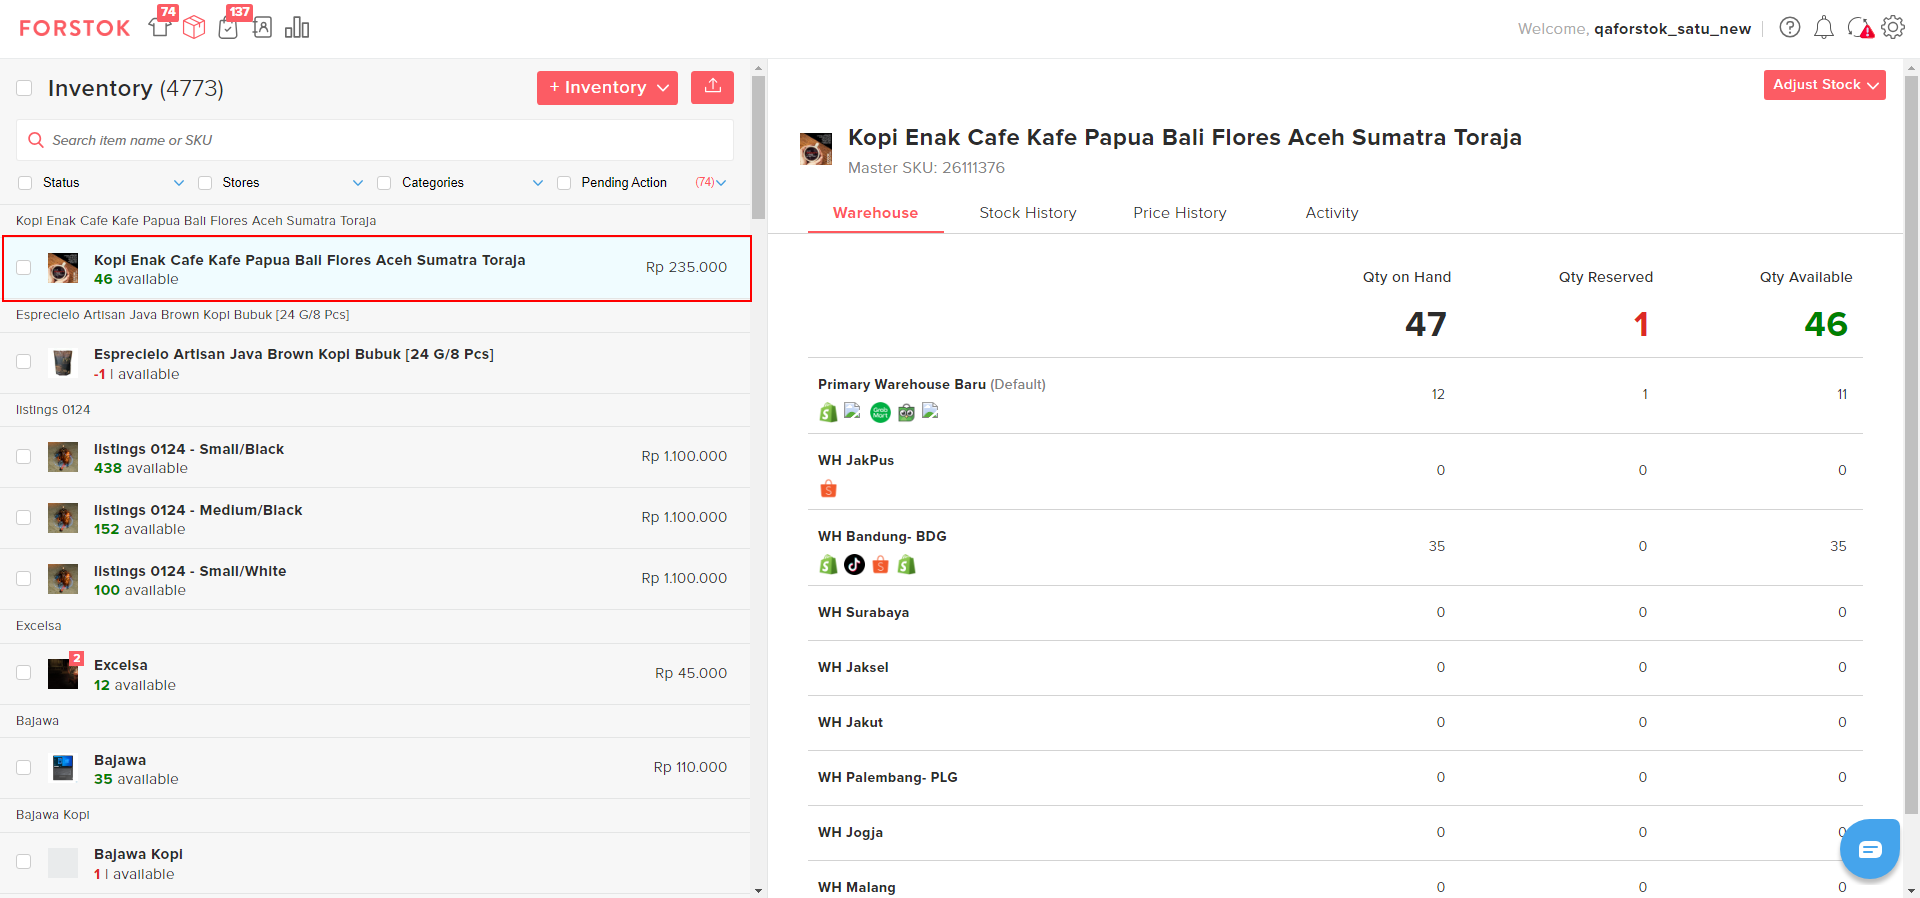 FORSTOK
74
137
Welcome, qaforstok_satu_new
Inventory (4773)
+ Inventory
Search item name or SKU
Status
Stores
Categories
Pending Action (74)
Kopi Enak Cafe Kafe Papua Bali Flores Aceh Sumatra Toraja
Kopi Enak Cafe Kafe Papua Bali Flores Aceh Sumatra Toraja
46 available
Rp 235.000
Esprecielo Artisan Java Brown Kopi Bubuk [24 G/8 Pcs]
Esprecielo Artisan Java Brown Kopi Bubuk [24 G/8 Pcs]
-1 | available
listings 0124
listings 0124 - Small/Black
438 available
Rp 1.100.000
listings 0124 - Medium/Black
152 available
Rp 1.100.000
listings 0124 - Small/White
100 available
Rp 1.100.000
Excelsa
2
Excelsa
12 available
Rp 45.000
Bajawa
Bajawa
35 available
Rp 110.000
Bajawa Kopi
Bajawa Kopi
1 | available
Adjust Stock
Kopi Enak Cafe Kafe Papua Bali Flores Aceh Sumatra Toraja
Master SKU: 26111376
Warehouse Stock History Price History Activity
Qty on Hand Qty Reserved Qty Available
47 1 46
Primary Warehouse Baru (Default) 12 1 11
Grab Mart
WH JakPus 0 0 0
WH Bandung- BDG 35 0 35
WH Surabaya 0 0 0
WH Jaksel 0 0 0
WH Jakut 0 0 0
WH Palembang- PLG 0 0 0
WH Jogja 0 0 0
WH Malang 0 0 0